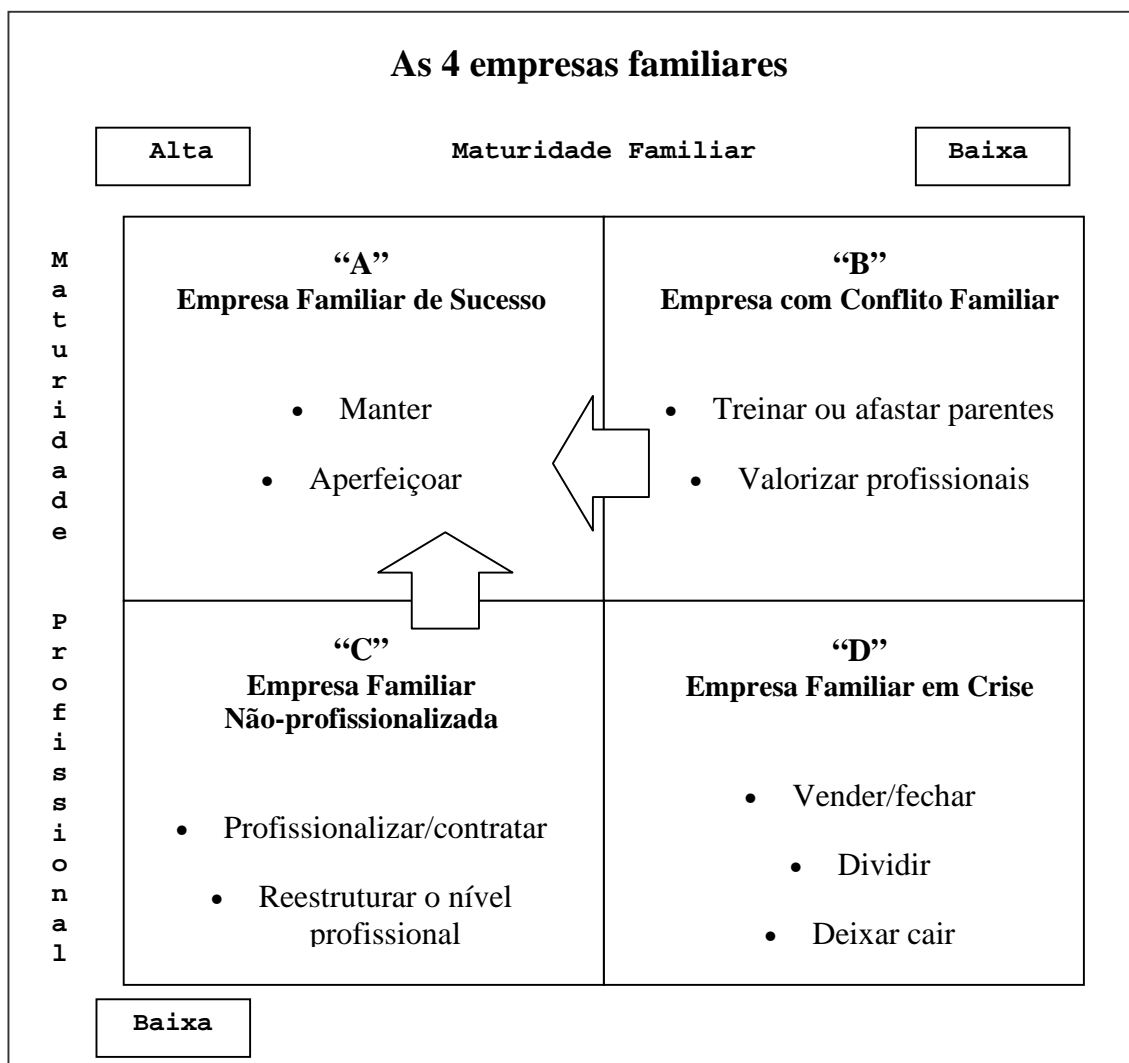 As 4 empresas familiares
Alta
Maturidade Familiar
Baixa
Maturidade
Profissional
“A”
Empresa Familiar de Sucesso
• Manter
• Aperfeiçoar
“B”
Empresa com Conflito Familiar
• Treinar ou afastar parentes
• Valorizar profissionais
“C”
Empresa Familiar
Não-profissionalizada
• Profissionalizar/contratar
• Reestruturar o nível
profissional
“D”
Empresa Familiar em Crise
• Vender/fechar
• Dividir
• Deixar cair
Baixa